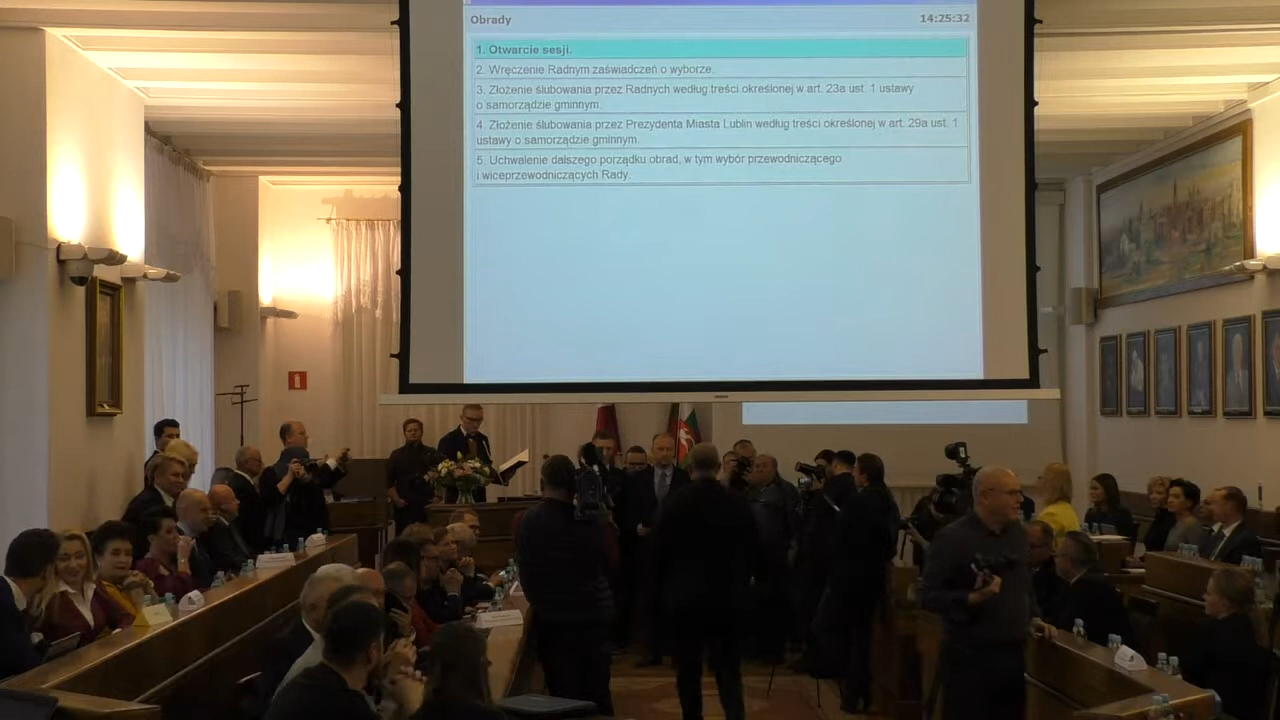 Obrady
14:25:32
1. Otwarcie sesji.
2. Wręczenie Radnym zaświadczeń o wyborze.
3. Złożenie ślubowania przez Radnych według treści określonej w art. 23a ust. 1 ustawy
o samorządzie gminnym.
4. Złożenie ślubowania przez Prezydenta Miasta Lublin według treści określonej w art. 29a ust. 1
ustawy o samorządzie gminnym.
5. Uchwalenie dalszego porządku obrad, w tym wybór przewodniczącego
i wiceprzewodniczących Rady.